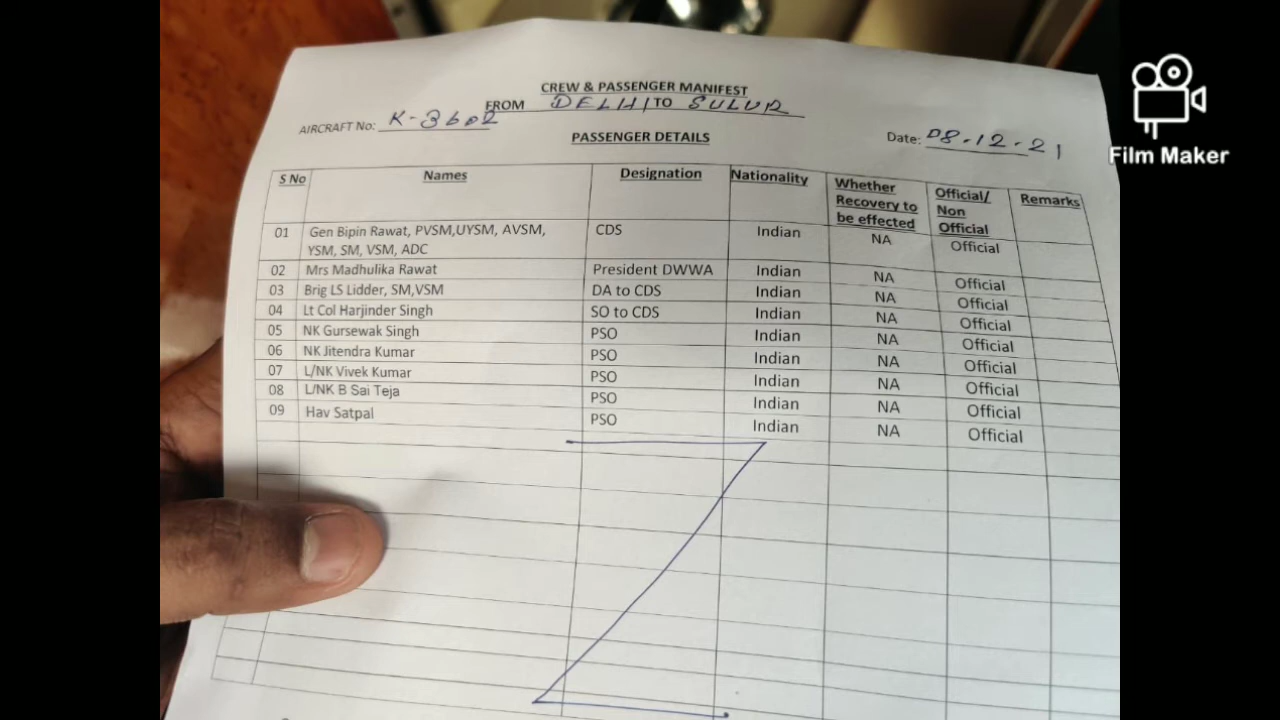 CREW & PASSENGER MANIFEST
FROM DELHI TO SULUR
AIRCRAFT No: K-3602
PASSENGER DETAILS
Date: 08.12.21
Film Maker
S No Names Designation Nationality Whether Recovery to be effected Official/ Non Official Remarks
01 Gen Bipin Rawat, PVSM,UYSM, AVSM, CDS Indian NA Official
YSM, SM, VSM, ADC
02 Mrs Madhulika Rawat President DWWA Indian NA Official
03 Brig LS Lidder, SM,VSM DA to CDS Indian NA Official
04 Lt Col Harjinder Singh SO to CDS Indian NA Official
05 NK Gursewak Singh PSO Indian NA Official
06 NK Jitendra Kumar PSO Indian NA Official
07 L/NK Vivek Kumar PSO Indian NA Official
08 L/NK B Sai Teja PSO Indian NA Official
09 Hav Satpal PSO Indian NA Official